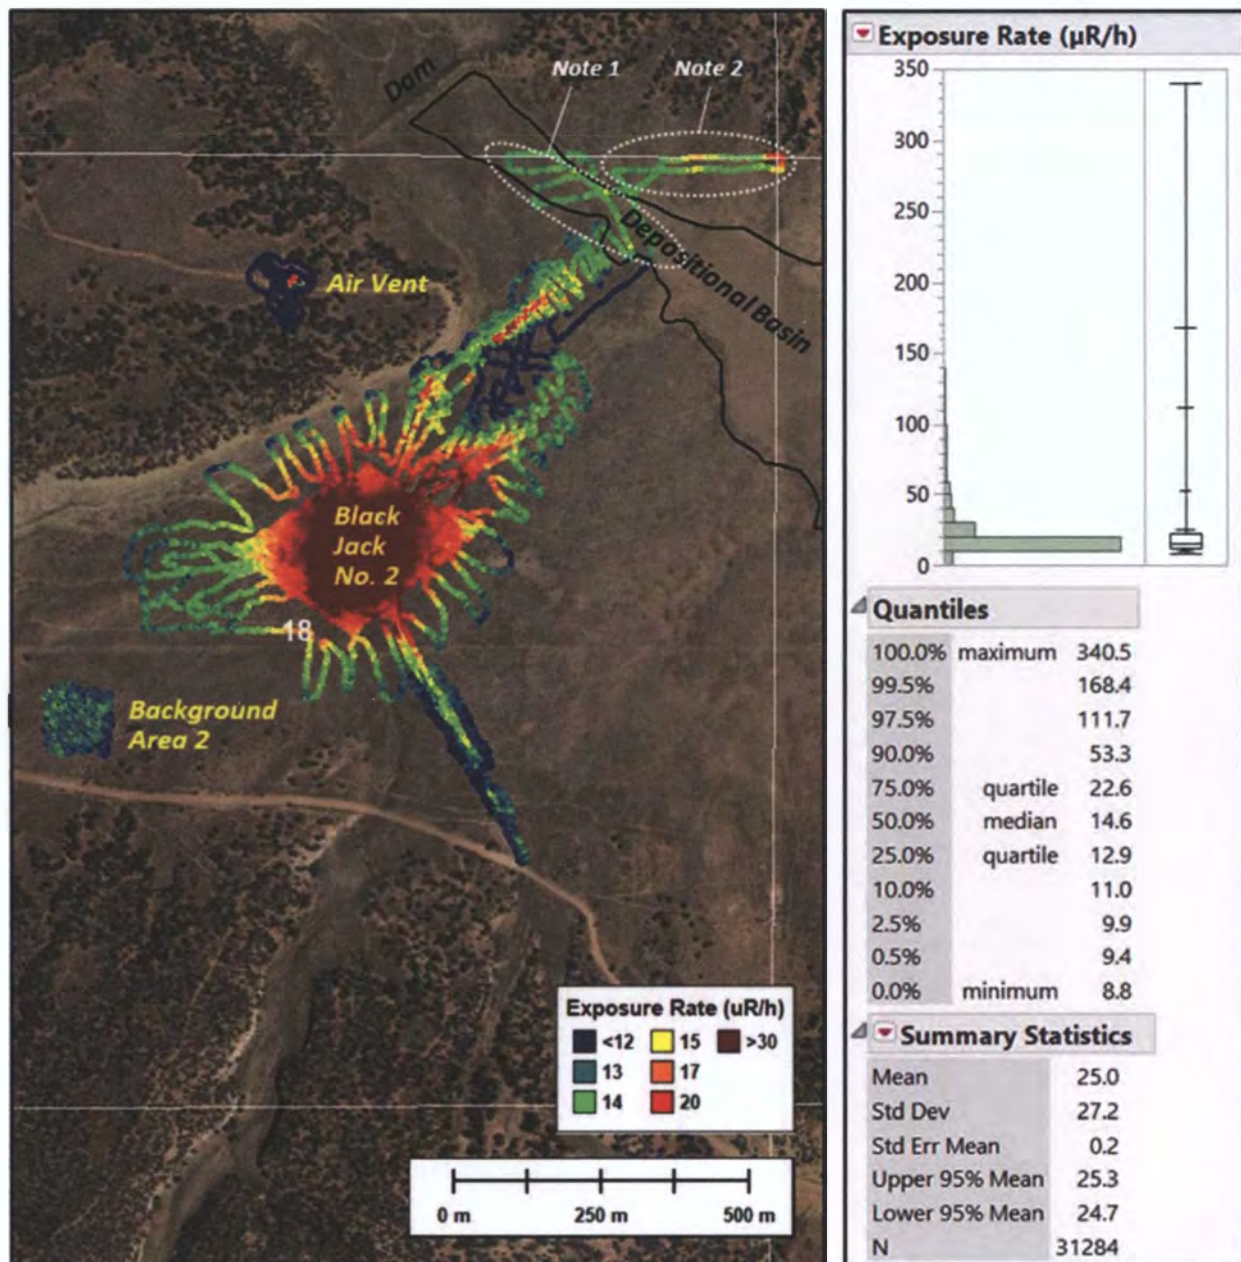 Note 1
Note 2
Dam
Depositional Basin
Air Vent
Black
Jack
No. 2
18
Background
Area 2
Exposure Rate (uR/h)
<12 15 >30
13 17
14 20
0 m 250 m 500 m
Exposure Rate (µR/h)
350
300
250
200
150
100
50
0
Quantiles
100.0% maximum 340.5
99.5% 168.4
97.5% 111.7
90.0% 53.3
75.0% quartile 22.6
50.0% median 14.6
25.0% quartile 12.9
10.0% 11.0
2.5% 9.9
0.5% 9.4
0.0% minimum 8.8
Summary Statistics
Mean 25.0
Std Dev 27.2
Std Err Mean 0.2
Upper 95% Mean 25.3
Lower 95% Mean 24.7
N 31284